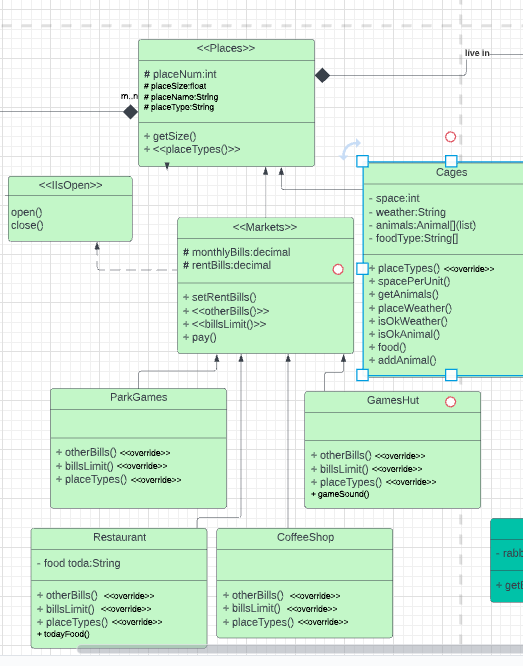 <<Places>>
# placeNum:int
# placeSize:float
# placeName:String
# placeType:String
+ getSize()
+ <<placeTypes()>>
live in
m..n
<<IIsOpen>>
open()
close()
<<Markets>>
# monthlyBills:decimal
# rentBills:decimal
+ setRentBills()
+ <<otherBills()>>
+ <<billsLimit()>>
+ pay()
Cages
- space:int
- weather:String
- animals:Animal[](list)
- foodType:String[]
+ placeTypes() <<override>>
+ spacePerUnit()
+ getAnimals()
+ placeWeather()
+ isOkWeather()
+ isOkAnimal()
+ food()
+ addAnimal()
ParkGames
+ otherBills() <<override>>
+ billsLimit() <<override>>
+ placeTypes() <<override>>
GamesHut
+ otherBills() <<override>>
+ billsLimit() <<override>>
+ placeTypes() <<override>>
+ gameSound()
Restaurant
- food toda:String
+ otherBills() <<override>>
+ billsLimit() <<override>>
+ placeTypes() <<override>>
+ todayFood()
CoffeeShop
+ otherBills() <<override>>
+ billsLimit() <<override>>
+ placeTypes() <<override>>